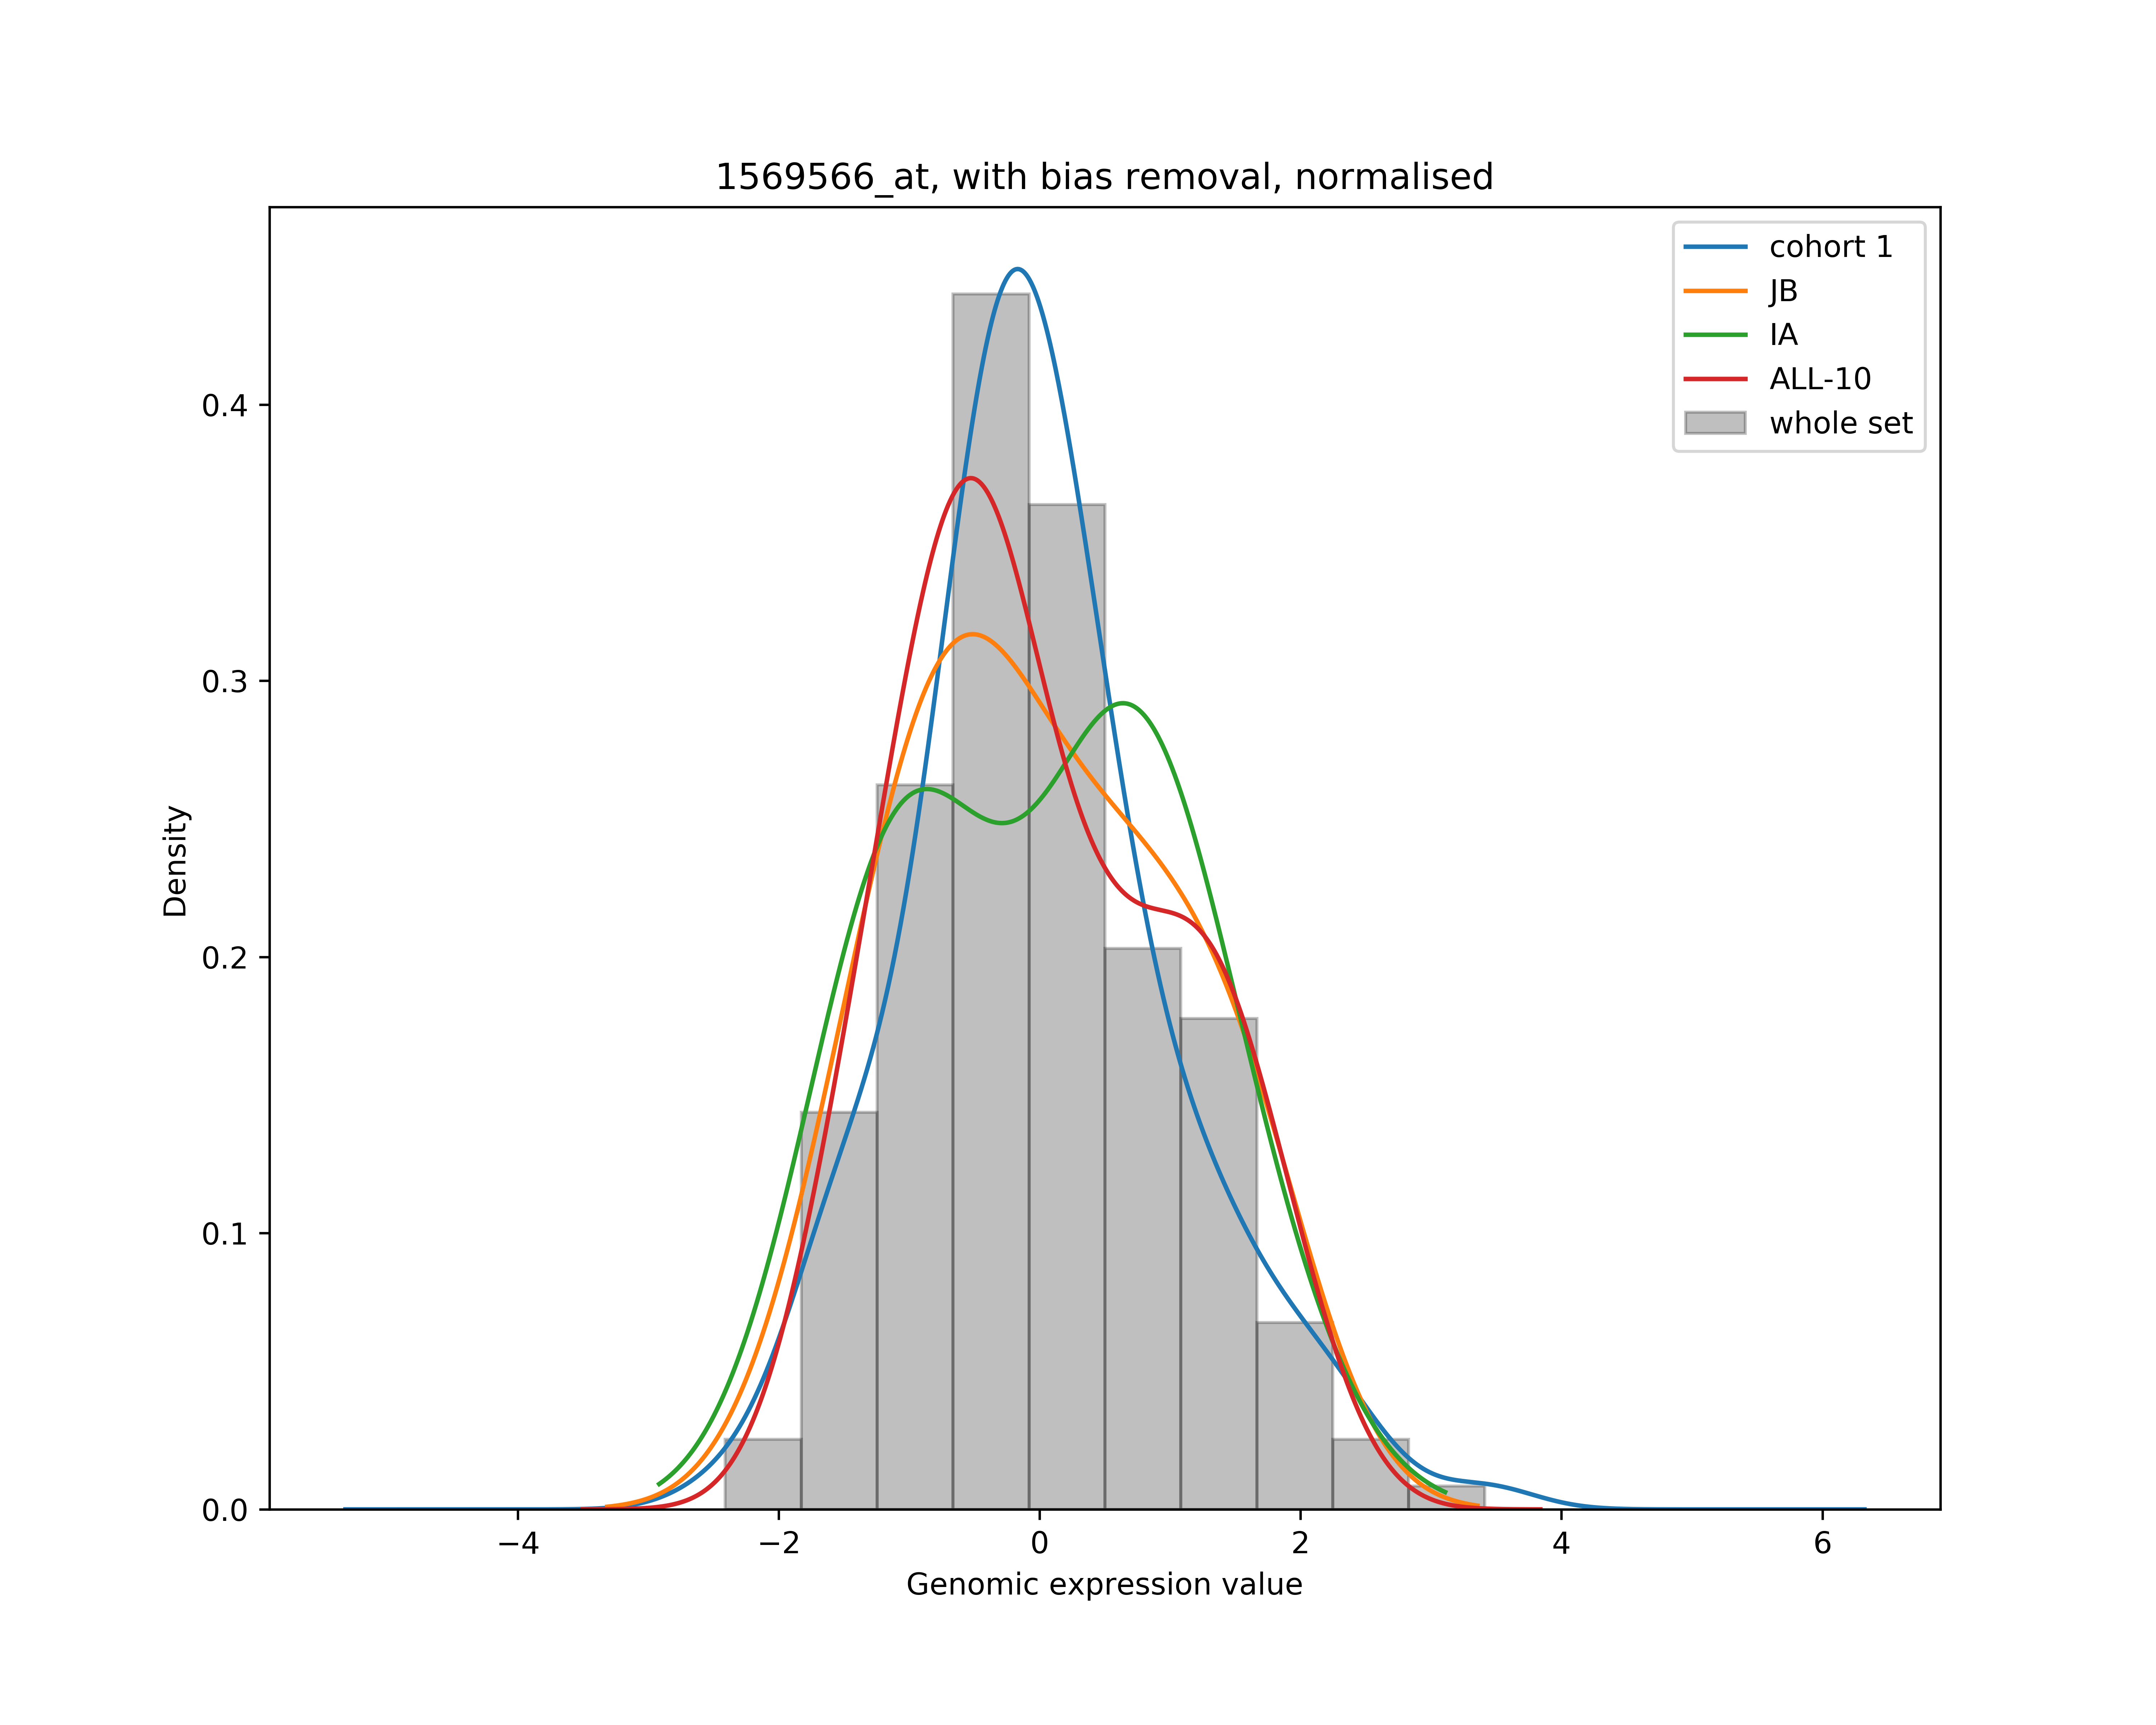 1569566_at, with bias removal, normalised
cohort 1
JB
IA
ALL-10
whole set
Density
0.4
0.3
0.2
0.1
0.0
−4
−2
0
2
4
6
Genomic expression value